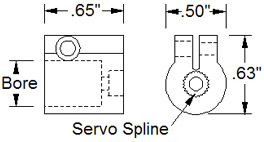 .65" .50"
Bore .63"
Servo Spline